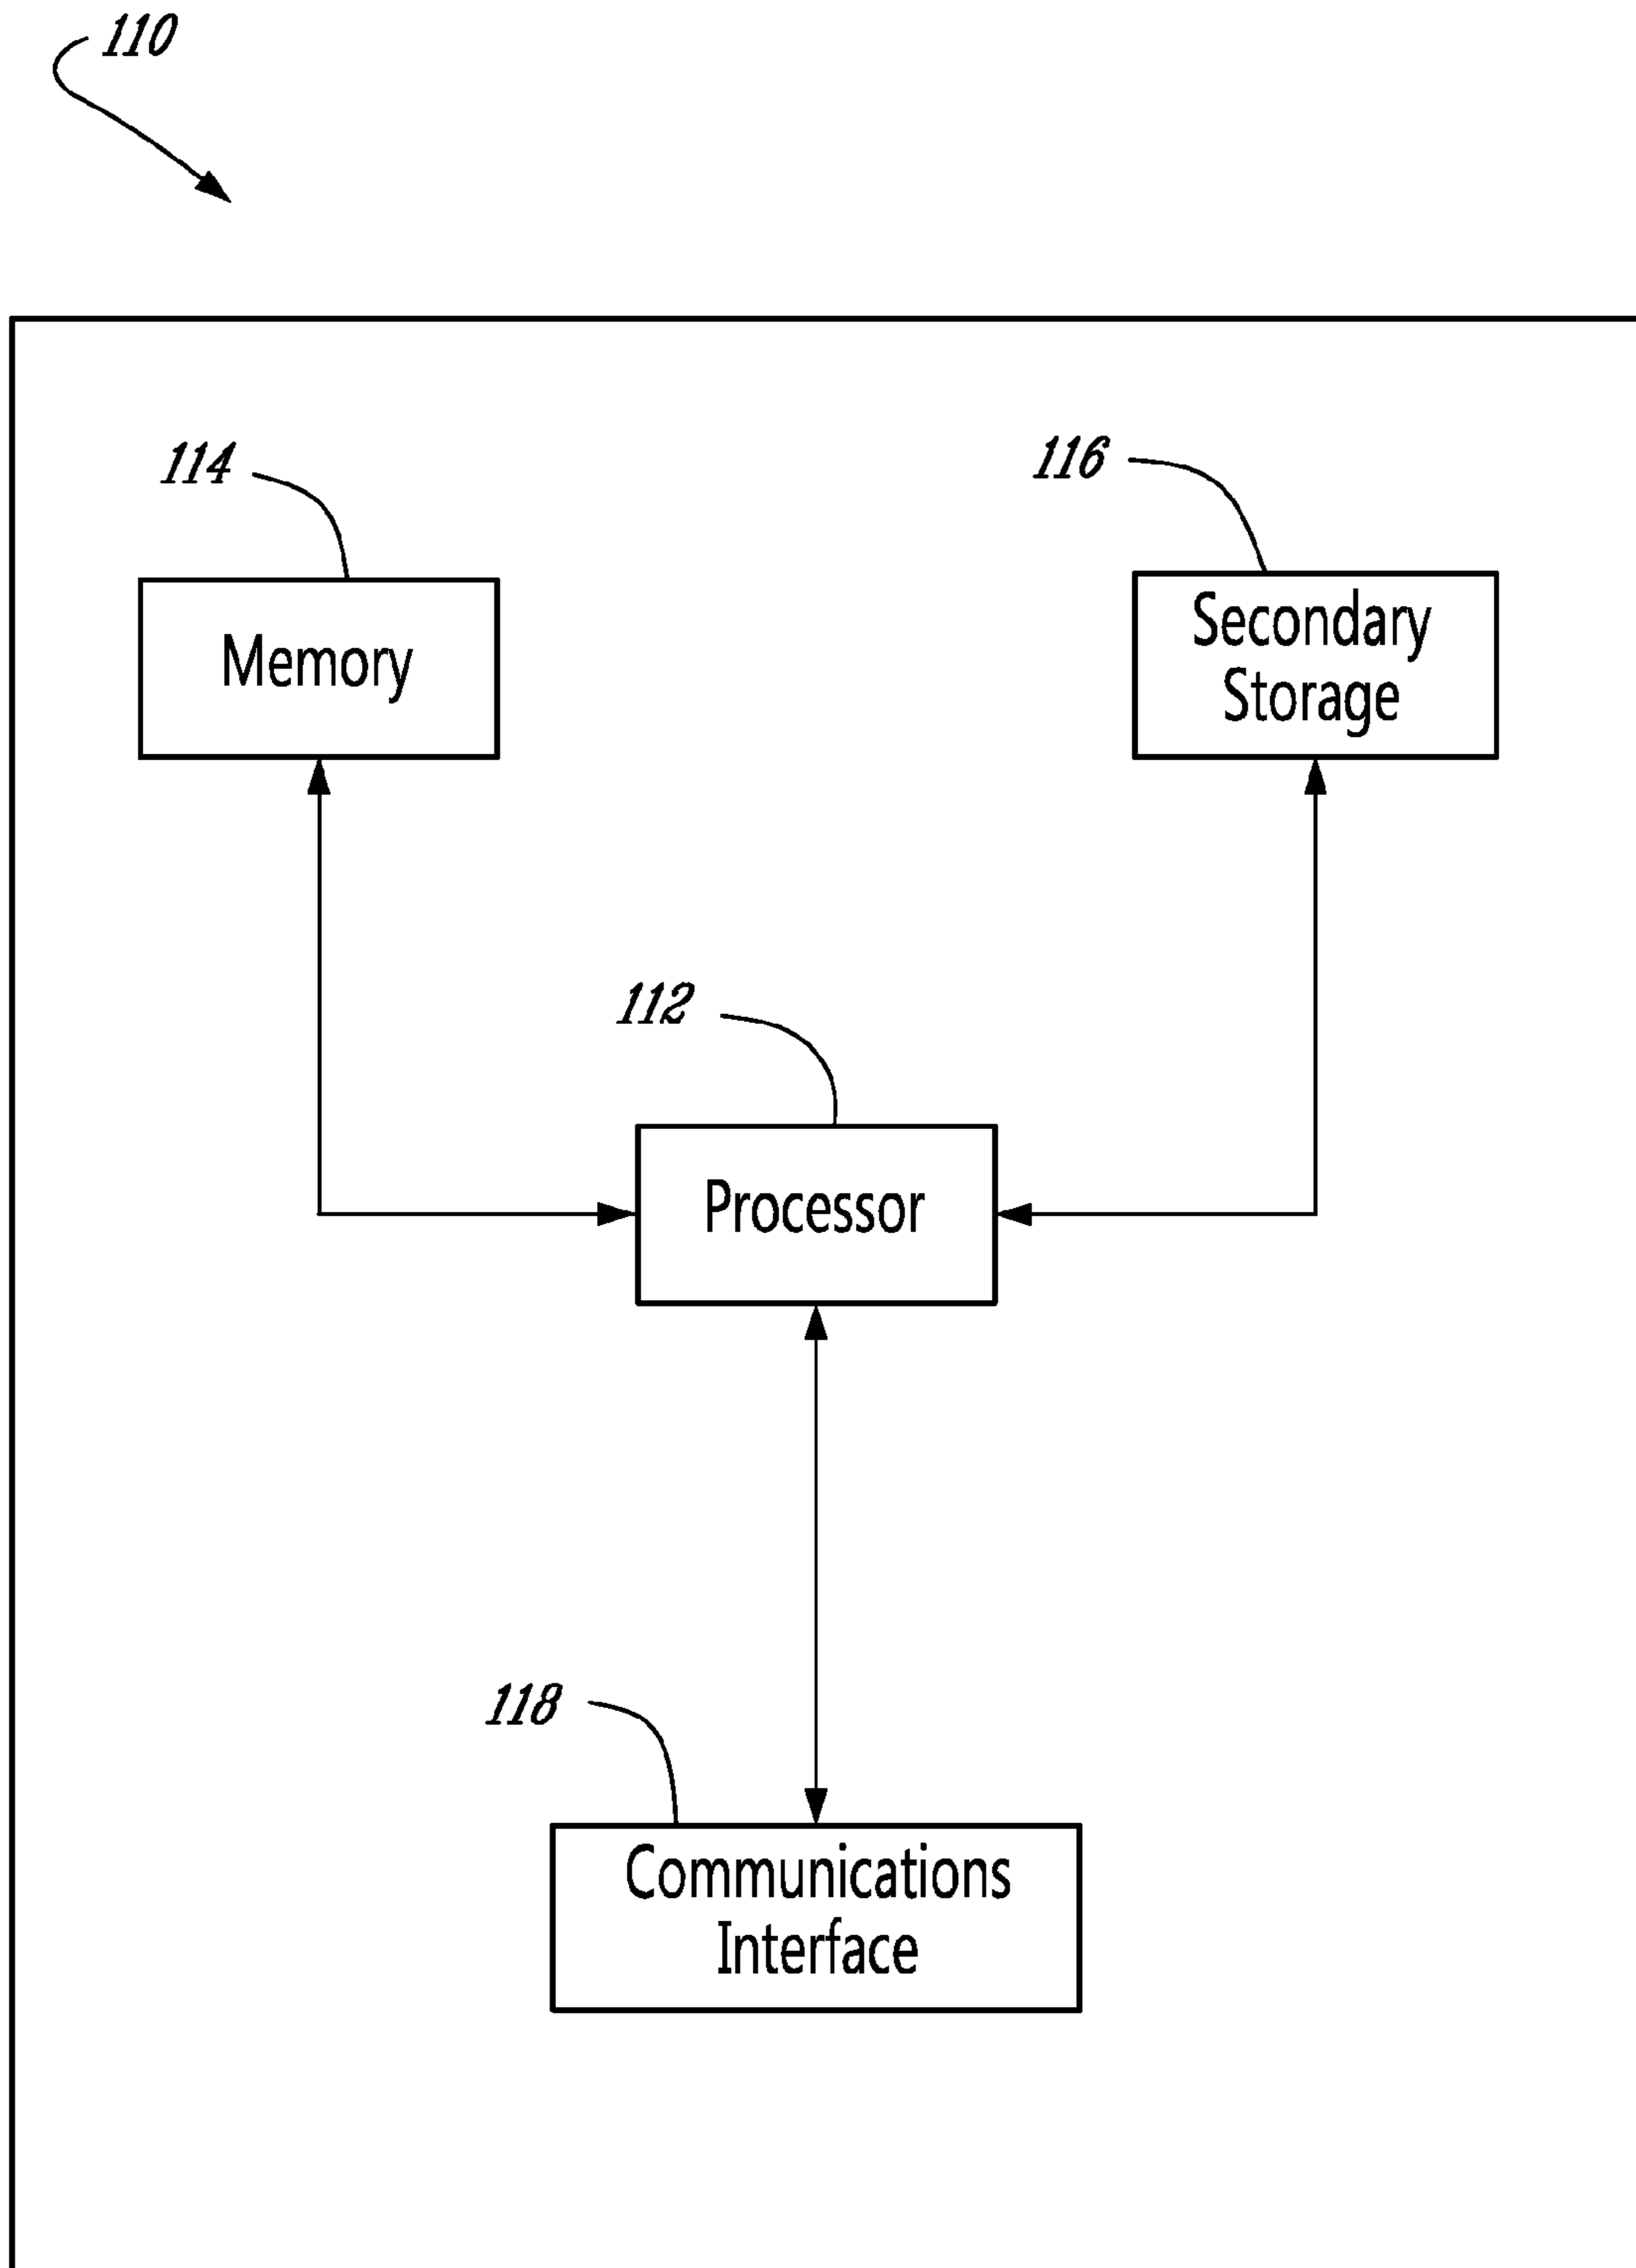 110
114
116
Memory
Secondary
Storage
112
Processor
118
Communications
Interface